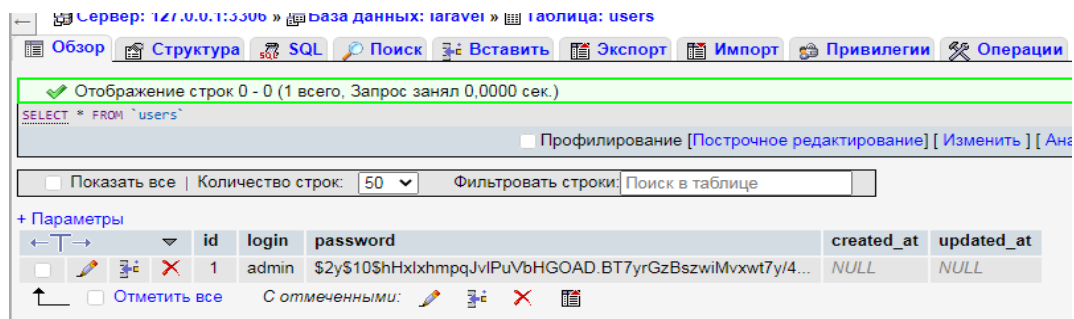 Сервер: 127.0.0.1:3306 » База данных: laravel » Таблица: users
Обзор Структура SQL Поиск Вставить Экспорт Импорт Привилегии Операции
Отображение строк 0 - 0 (1 всего, Запрос занял 0,0000 сек.)
SELECT * FROM `users`
Профилирование [Построчное редактирование] [ Изменить ] [ Ана
Показать все | Количество строк: 50 Фильтровать строки: Поиск в таблице
+ Параметры
←T→ id login password created_at updated_at
1 admin $2y$10$hHxIxhmpqJvIPuVbHGOAD.BT7yrGzBszwiMvxwt7y/4... NULL NULL
Отметить все С отмеченными: